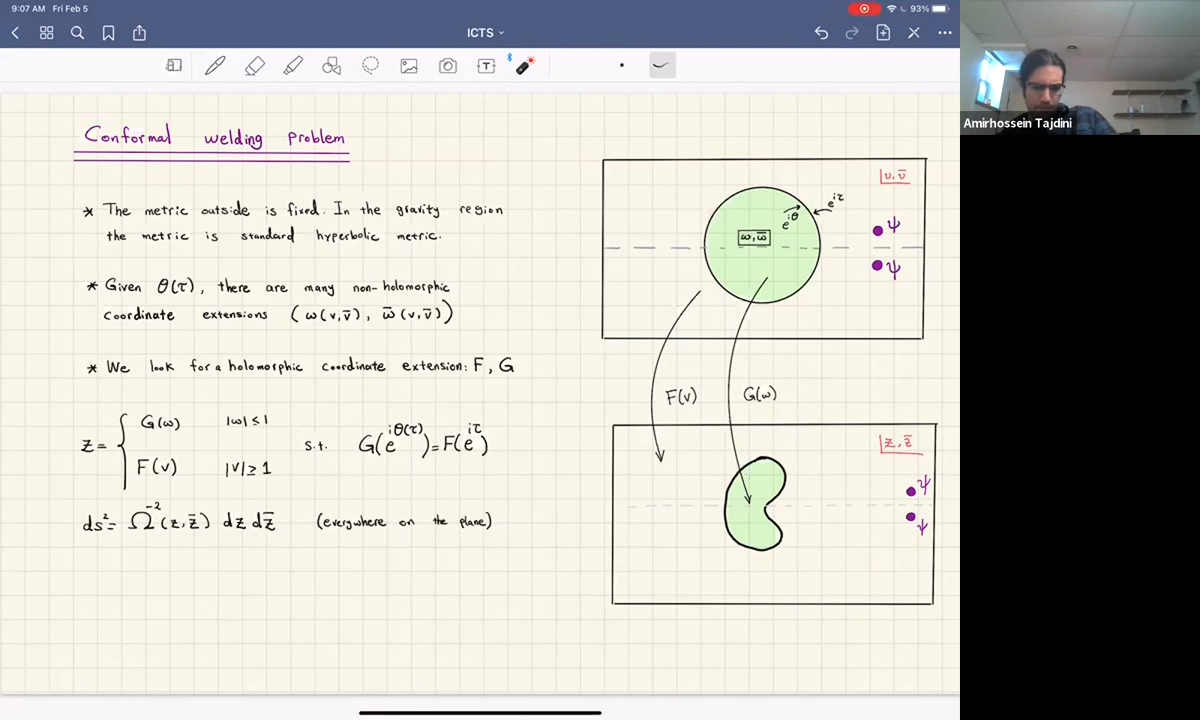 9:07 AM Fri Feb 5
93%
ICTS
Amirhossein Tajdini
Conformal welding problem
* The metric outside is fixed. In the gravity region
the metric is standard hyperbolic metric.
* Given θ(τ), there are many non-holomorphic
coordinate extensions (ω(v,v̄), ω̄(v,v̄))
* We look for a holomorphic coordinate extension: F, G
z = { G(ω) |ω| ≤ 1
F(v) |v| ≥ 1
s.t. G(e^{iθ(τ)}) = F(e^{iτ})
ds² = Ω^{-2}(z,z̄) dz dz̄ (everywhere on the plane)
v,v̄
e^{iτ}
e^{iθ}
ω,ω̄
ψ
ψ
F(v)
G(ω)
z,z̄
ψ
ψ